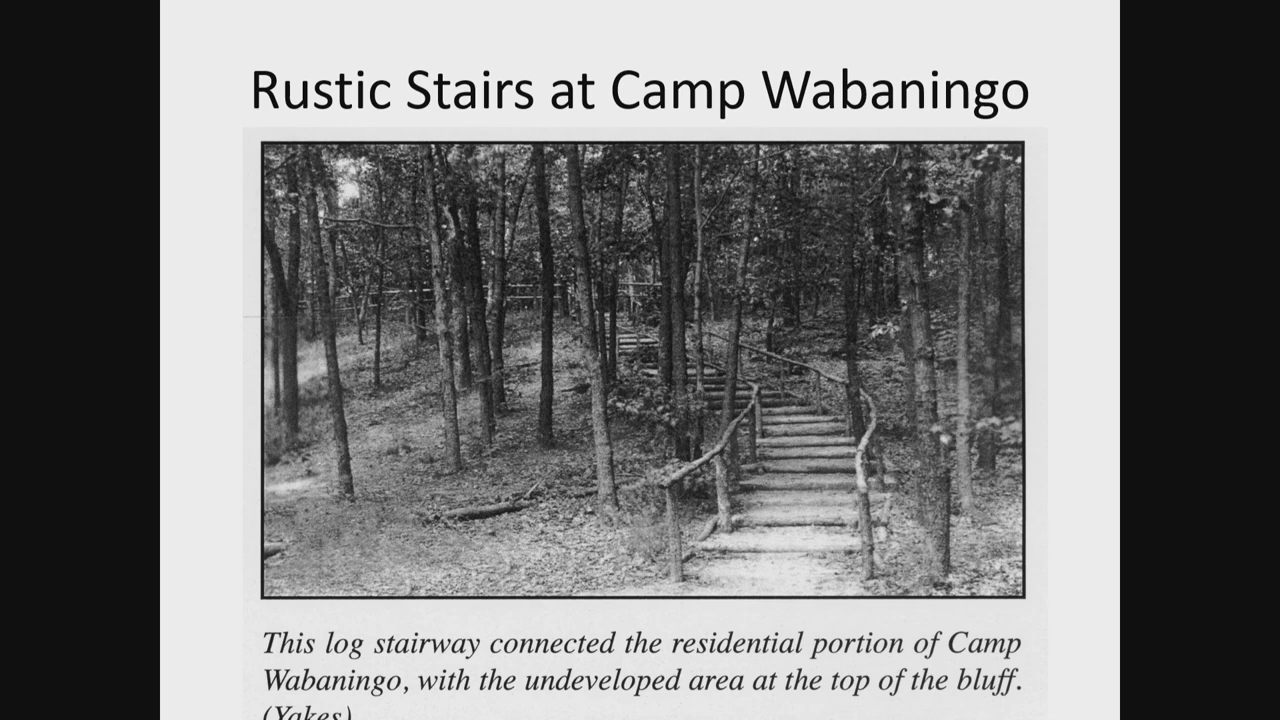 Rustic Stairs at Camp Wabaningo
This log stairway connected the residential portion of Camp
Wabaningo, with the undeveloped area at the top of the bluff.
(Yakes)